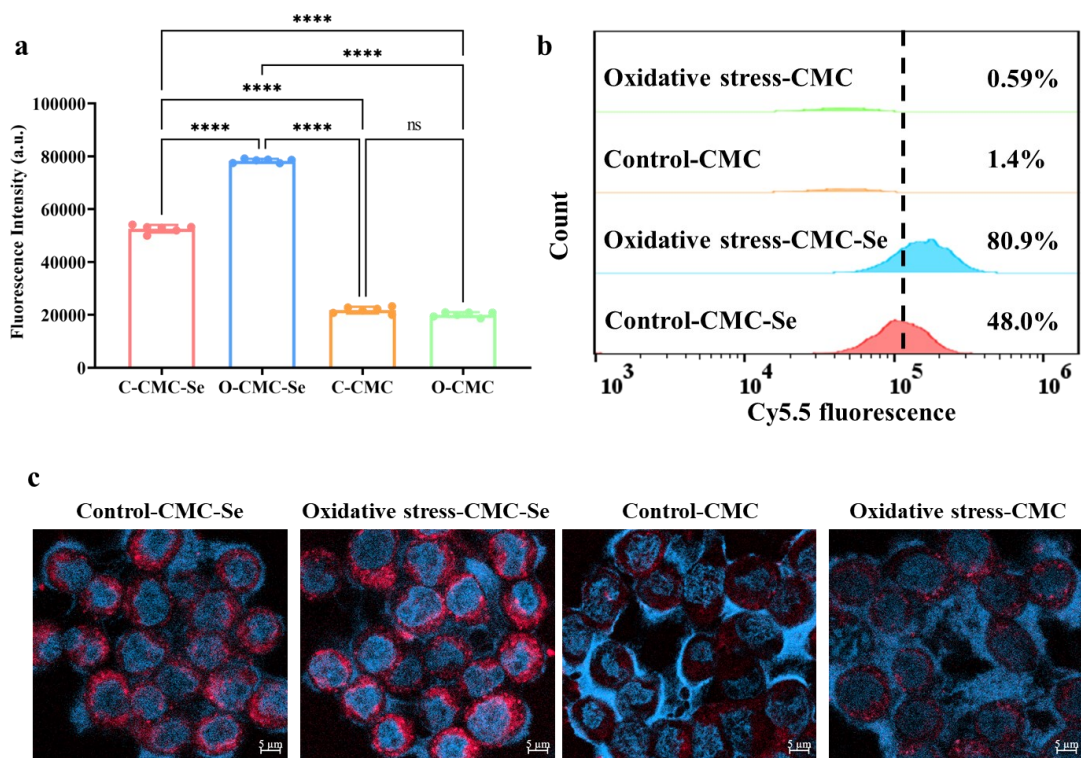 a
****
****
****
****
****
ns
Fluorescence Intensity (a.u.)
100000
80000
60000
40000
20000
0
C-CMC-Se
O-CMC-Se
C-CMC
O-CMC
b
Oxidative stress-CMC 0.59%
Control-CMC 1.4%
Oxidative stress-CMC-Se 80.9%
Control-CMC-Se 48.0%
Count
10^3 10^4 10^5 10^6
Cy5.5 fluorescence
c
Control-CMC-Se
Oxidative stress-CMC-Se
Control-CMC
Oxidative stress-CMC
5 µm
5 µm
5 µm
5 µm